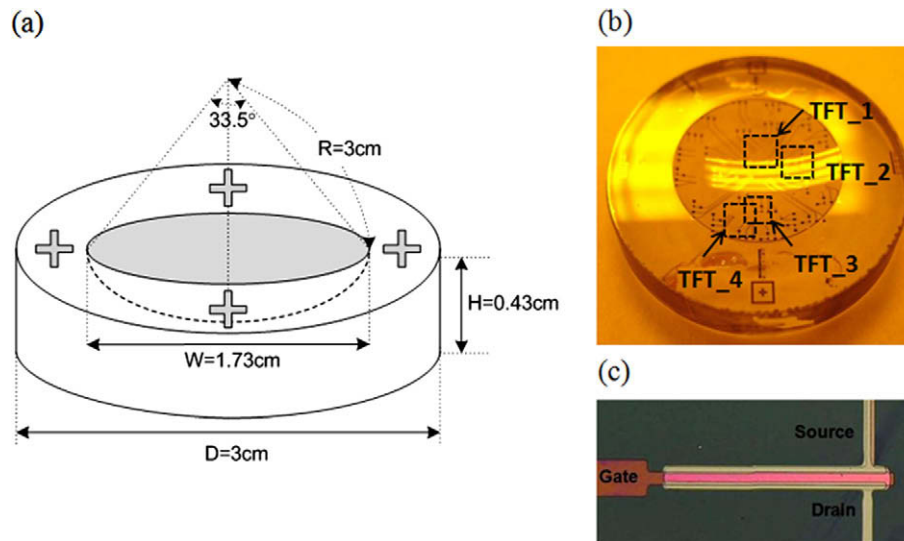 (a)
33.5°
R=3cm
H=0.43cm
W=1.73cm
D=3cm
(b)
TFT_1
TFT_2
TFT_3
TFT_4
(c)
Source
Gate
Drain